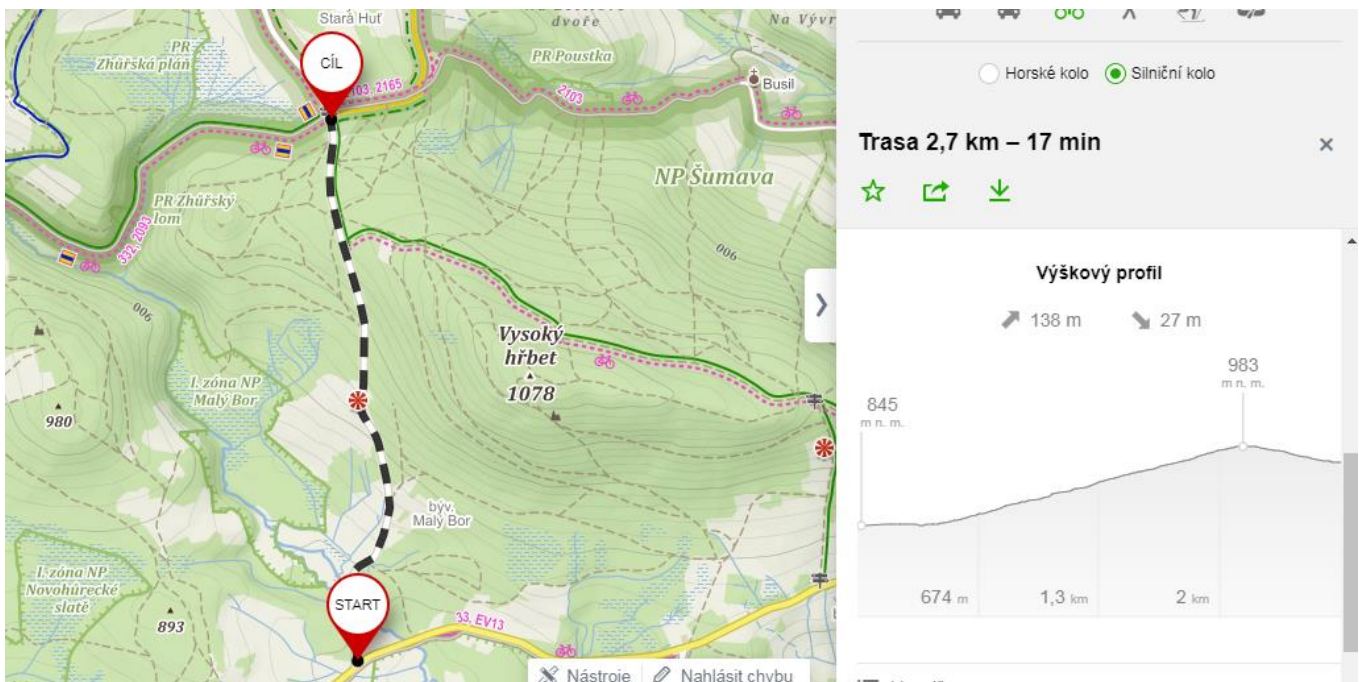 Stará Huť
dvoře
Na Vývr
PR
Zhůřská pláň
CÍL
PR Poustka
2103, 2165
2103
Busil
NP Šumava
PR Zhůřský
lom
332, 2093
900
900
Vysoký
hřbet
1078
I. zóna NP
Malý Bor
980
býv.
Malý Bor
I. zóna NP
Novohůrecké
slatě
893
START
33, EV13
Nástroje
Nahlásit chybu
Horské kolo
Silniční kolo
Trasa 2,7 km – 17 min
Výškový profil
138 m
27 m
983
m n. m.
845
m n. m.
674 m
1,3 km
2 km